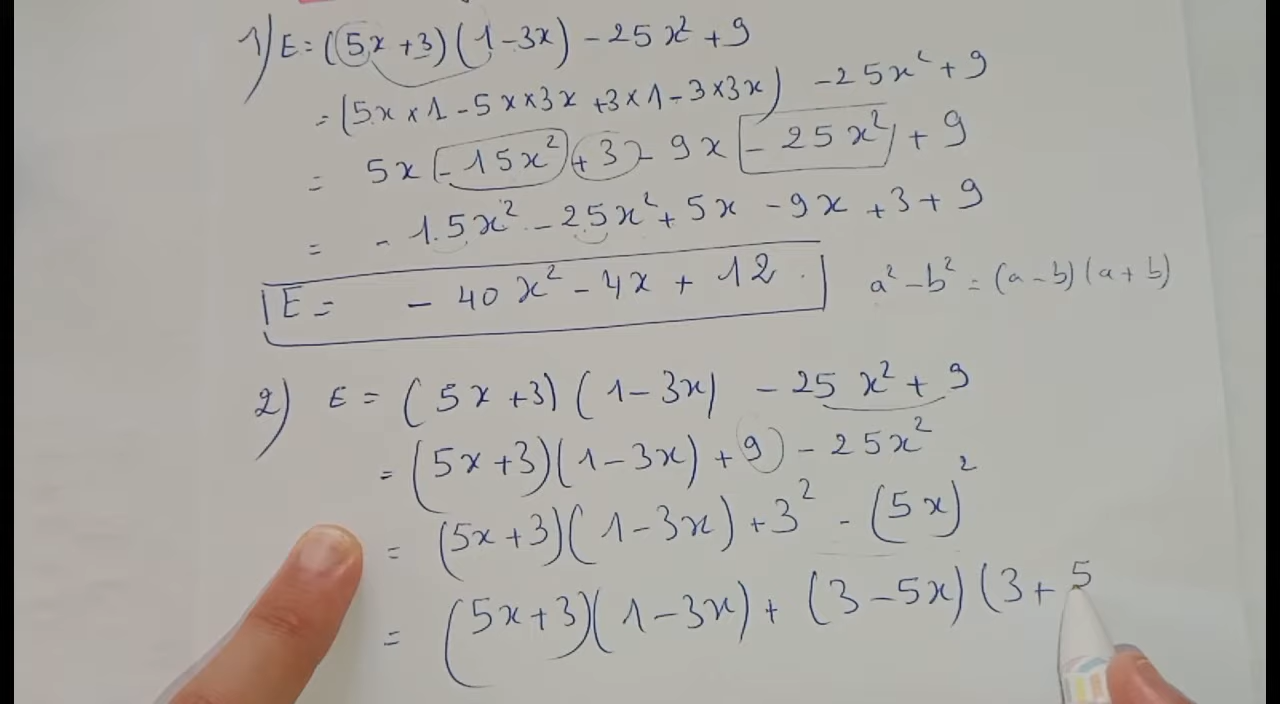 1) E = (5x + 3)(1 - 3x) - 25x² + 9
= (5x × 1 - 5x × 3x + 3 × 1 - 3 × 3x) - 25x² + 9
= 5x - 15x² + 3 - 9x - 25x² + 9
= - 15x² - 25x² + 5x - 9x + 3 + 9
E = - 40x² - 4x + 12
a² - b² = (a - b)(a + b)
2) E = (5x + 3)(1 - 3x) - 25x² + 9
= (5x + 3)(1 - 3x) + 9 - 25x²
= (5x + 3)(1 - 3x) + 3² - (5x)²
= (5x + 3)(1 - 3x) + (3 - 5x)(3 + 5